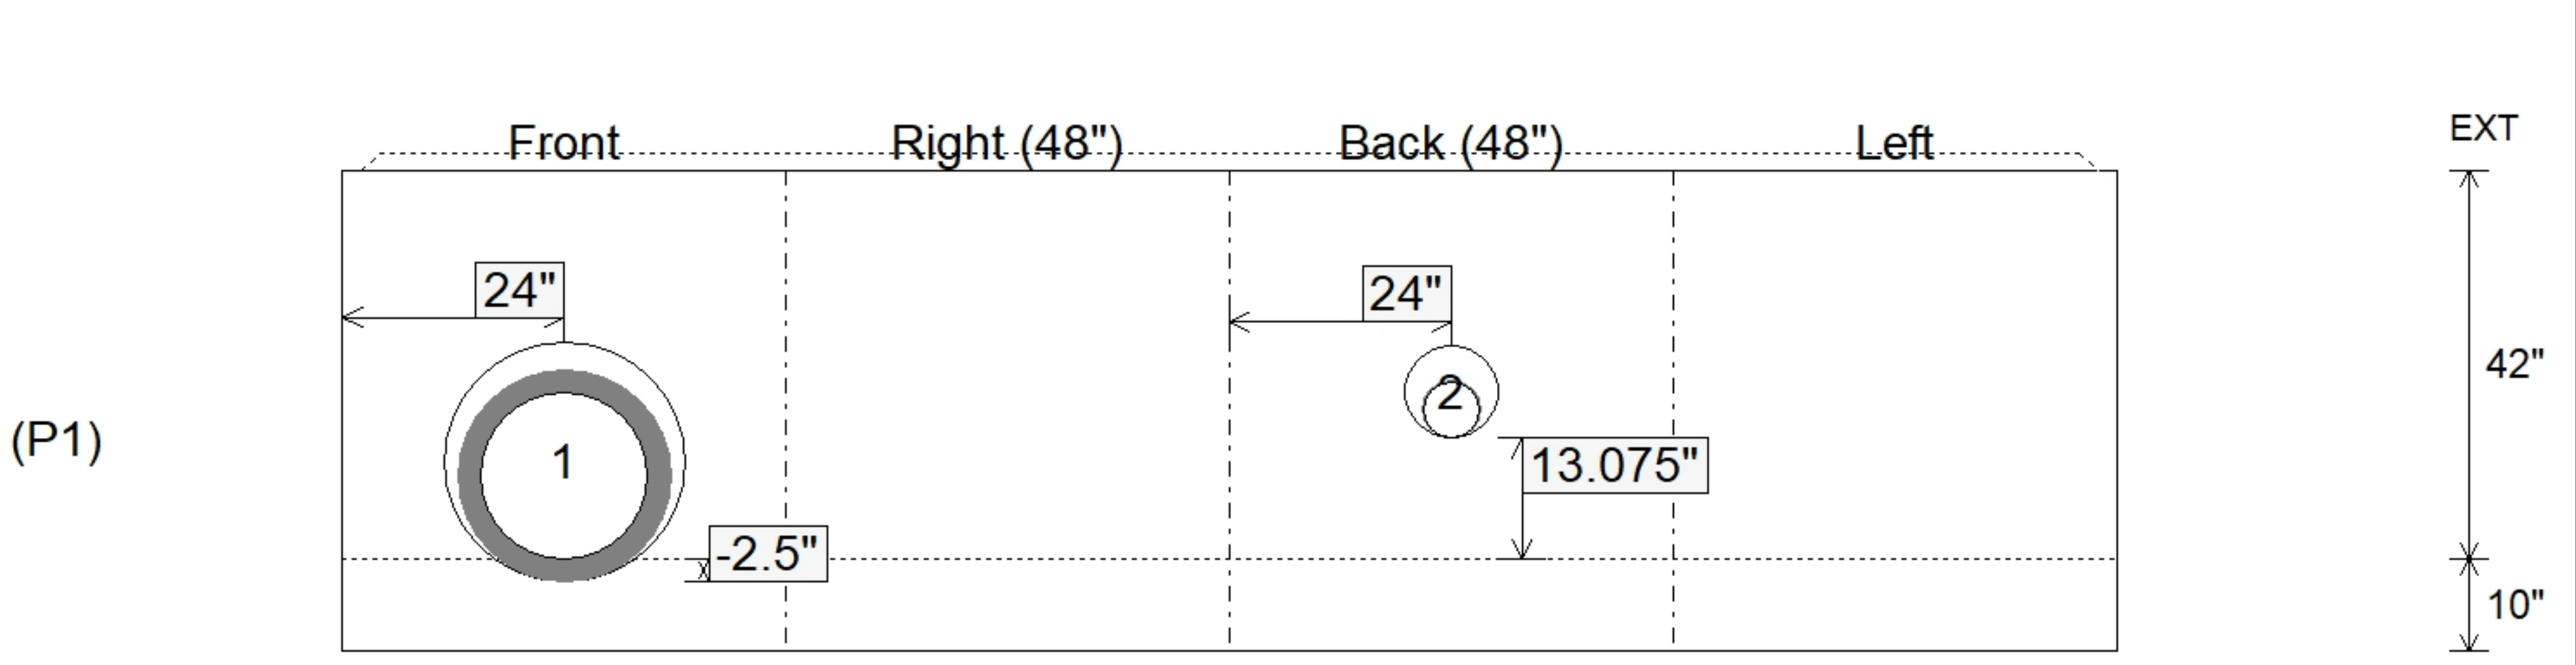 Front
Right (48")
Back (48")
Left
EXT
24"
24"
42"
(P1)
1
2
13.075"
-2.5"
10"